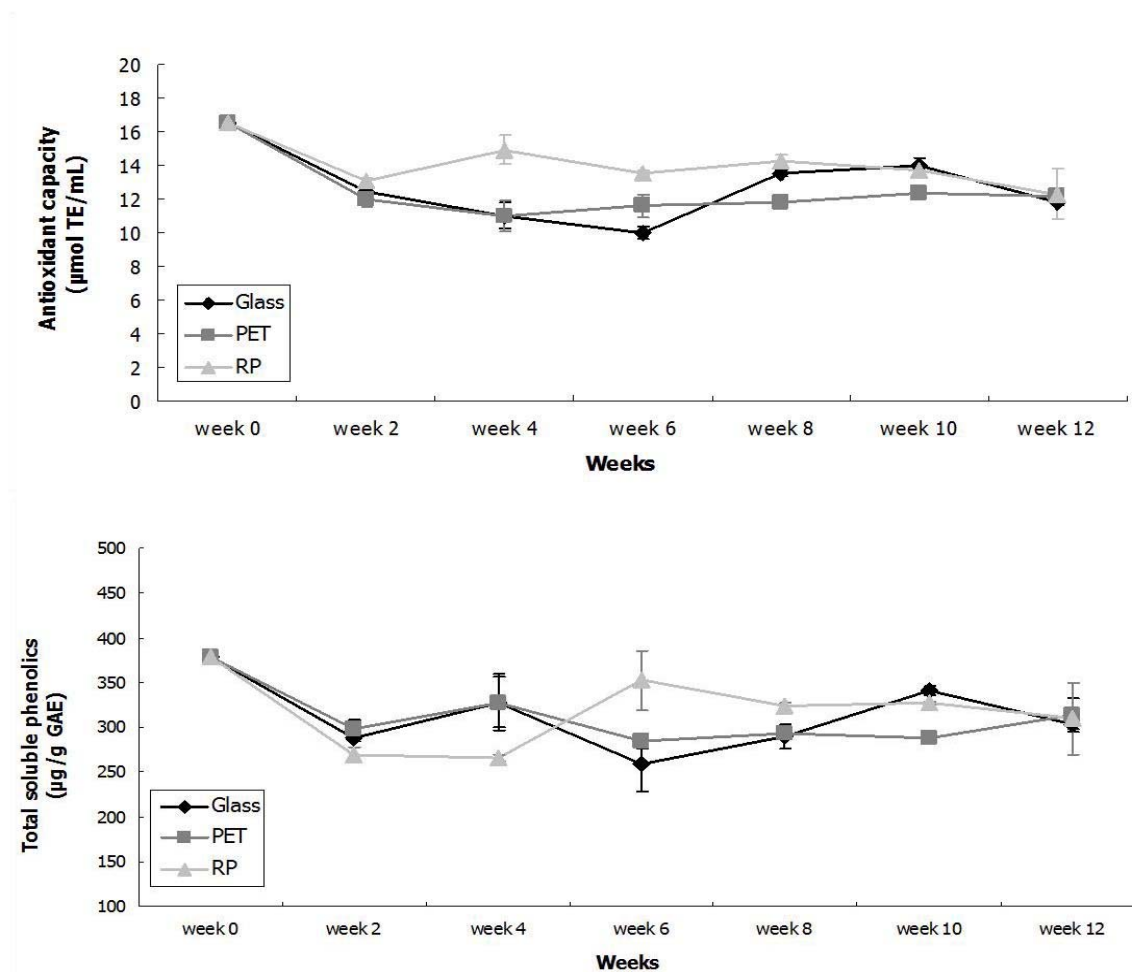 20
18
16
14
12
10
8
6
4
2
0
Antioxidant capacity
(µmol TE/mL)
Glass
PET
RP
week 0 week 2 week 4 week 6 week 8 week 10 week 12
Weeks
500
450
400
350
300
250
200
150
100
Total soluble phenolics
(µg/g GAE)
Glass
PET
RP
week 0 week 2 week 4 week 6 week 8 week 10 week 12
Weeks